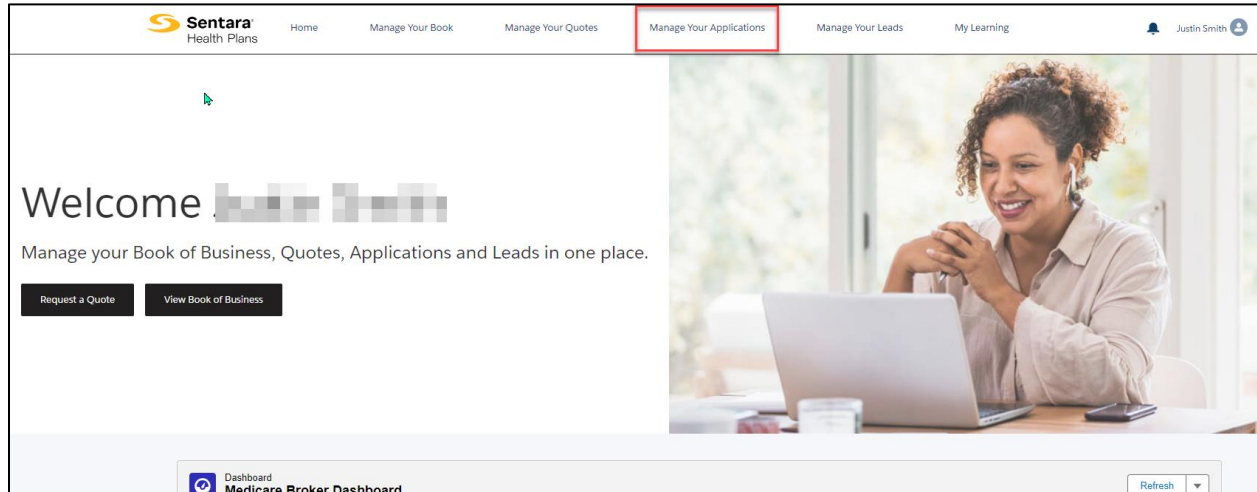 Sentara
Health Plans
Home
Manage Your Book
Manage Your Quotes
Manage Your Applications
Manage Your Leads
My Learning
Justin Smith
Welcome
Manage your Book of Business, Quotes, Applications and Leads in one place.
Request a Quote
View Book of Business
Dashboard
Medicare Broker Dashboard
Refresh